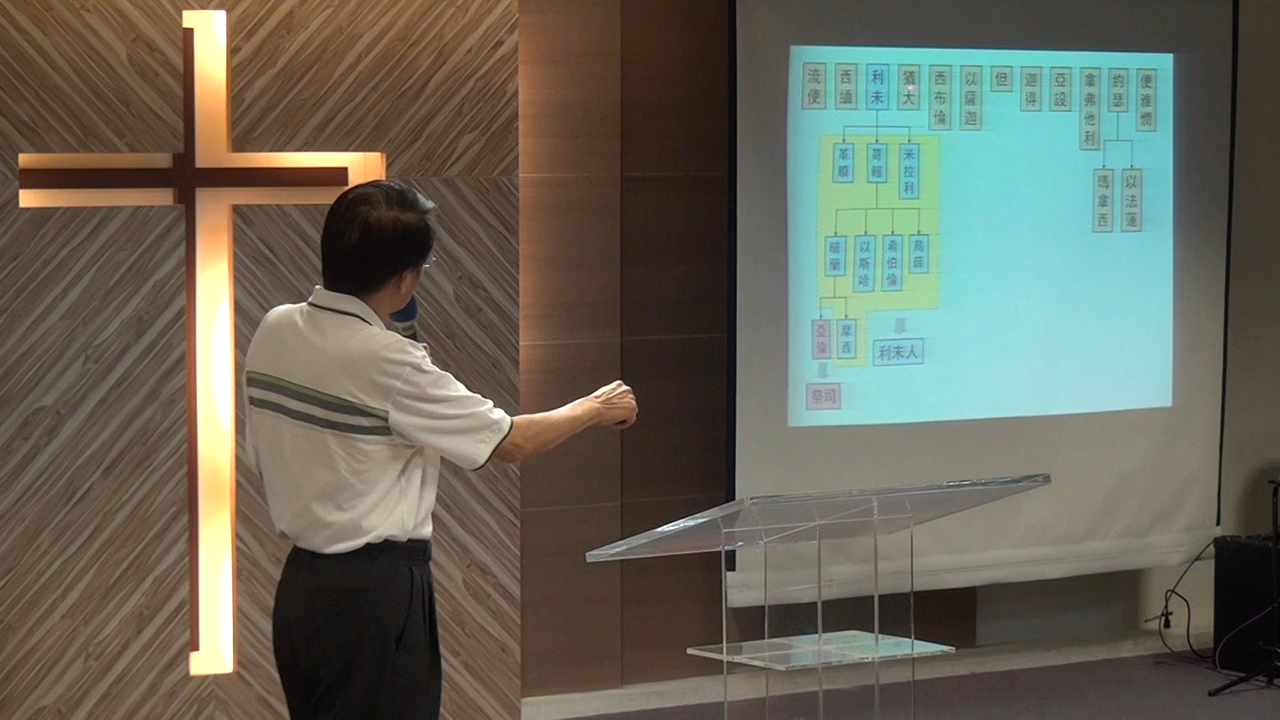 流便 西緬 利未 猶大 西布倫 以薩迦 但 迦得 亞設 拿弗他利 約瑟 便雅憫
革順 哥轄 米拉利
瑪拿西 以法蓮
暗蘭 以斯哈 希伯倫 烏薛
亞倫 摩西 利未人
祭司